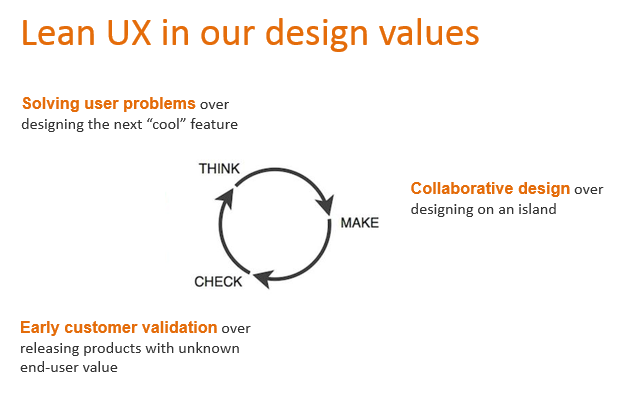 Lean UX in our design values
Solving user problems over
designing the next “cool” feature
THINK
Collaborative design over
designing on an island
MAKE
CHECK
Early customer validation over
releasing products with unknown
end-user value